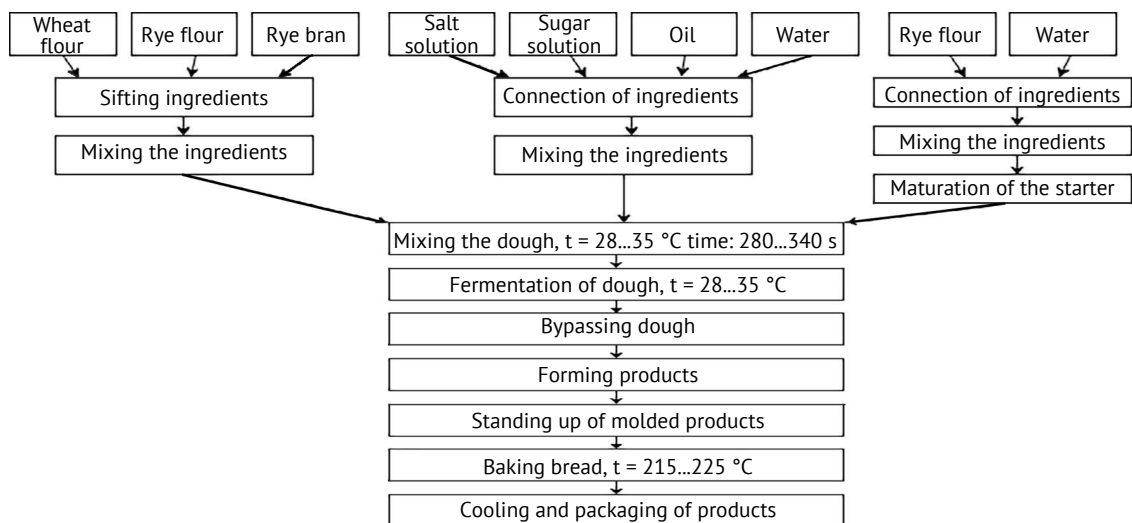 Wheat
flour
Rye flour
Rye bran
Salt
solution
Sugar
solution
Oil
Water
Rye flour
Water
Sifting ingredients
Connection of ingredients
Connection of ingredients
Mixing the ingredients
Mixing the ingredients
Mixing the ingredients
Maturation of the starter
Mixing the dough, t = 28...35 °C time: 280...340 s
Fermentation of dough, t = 28...35 °C
Bypassing dough
Forming products
Standing up of molded products
Baking bread, t = 215...225 °C
Cooling and packaging of products